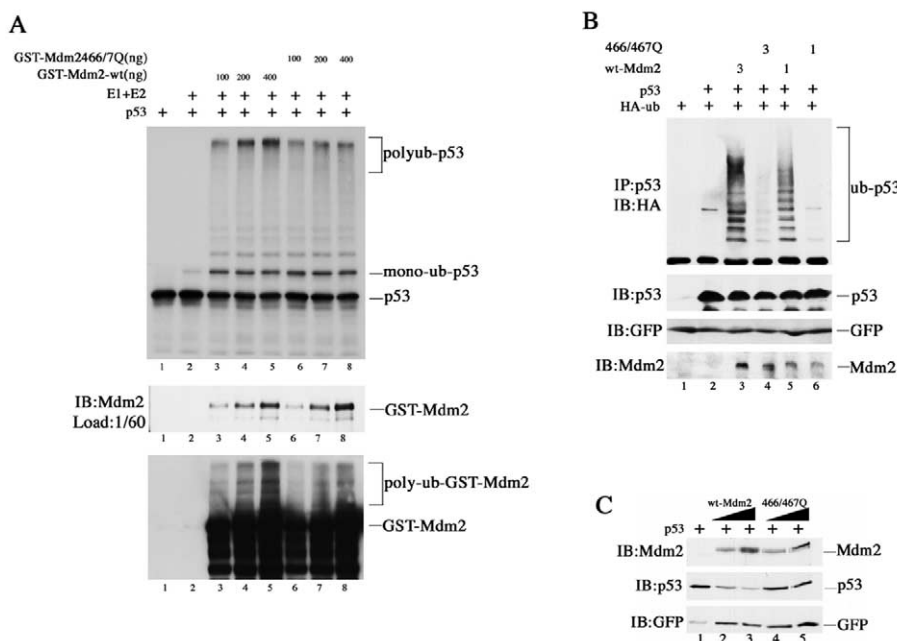 A
GST-Mdm2466/7Q(ng) 100 200 400
GST-Mdm2-wt(ng) 100 200 400
E1+E2 + + + + + + +
p53 + + + + + + + +
polyub-p53
mono-ub-p53
p53
1 2 3 4 5 6 7 8
IB:Mdm2
Load:1/60
GST-Mdm2
1 2 3 4 5 6 7 8
poly-ub-GST-Mdm2
GST-Mdm2
1 2 3 4 5 6 7 8
B
466/467Q 3 1
wt-Mdm2 3 1
p53 + + + + +
HA-ub + + + + + +
IP:p53
IB:HA
ub-p53
IB:p53 p53
IB:GFP GFP
IB:Mdm2 Mdm2
1 2 3 4 5 6
C
wt-Mdm2 466/467Q
p53 + + + + +
IB:Mdm2 Mdm2
IB:p53 p53
IB:GFP GFP
1 2 3 4 5